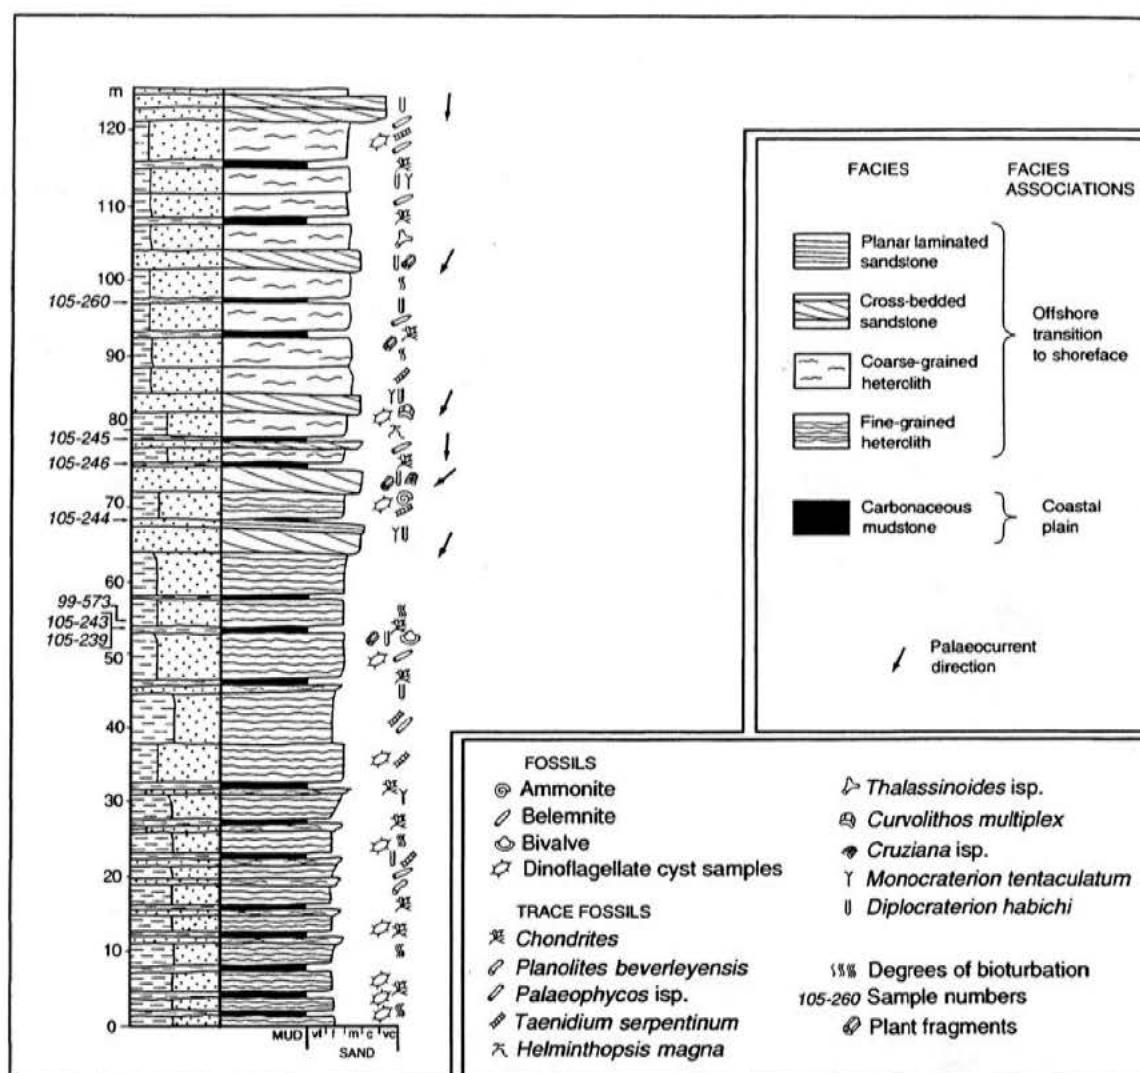 m
120
110
100
105-260
90
80
105-245
105-246
70
105-244
60
99-573
105-243
105-239
50
40
30
20
10
0
MUD vf f m c vc
SAND
FACIES
FACIES
ASSOCIATIONS
Planar laminated
sandstone
Cross-bedded
sandstone
Coarse-grained
heterolith
Fine-grained
heterolith
Offshore
transition
to shoreface
Carbonaceous
mudstone
Coastal
plain
Palaeocurrent
direction
FOSSILS
Ammonite
Belemnite
Bivalve
Dinoflagellate cyst samples
TRACE FOSSILS
Chondrites
Planolites beverleyensis
Palaeophycos isp.
Taenidium serpentinum
Helminthopsis magna
Thalassinoides isp.
Curvolithos multiplex
Cruziana isp.
Monocraterion tentaculatum
Diplocraterion habichi
Degrees of bioturbation
105-260 Sample numbers
Plant fragments